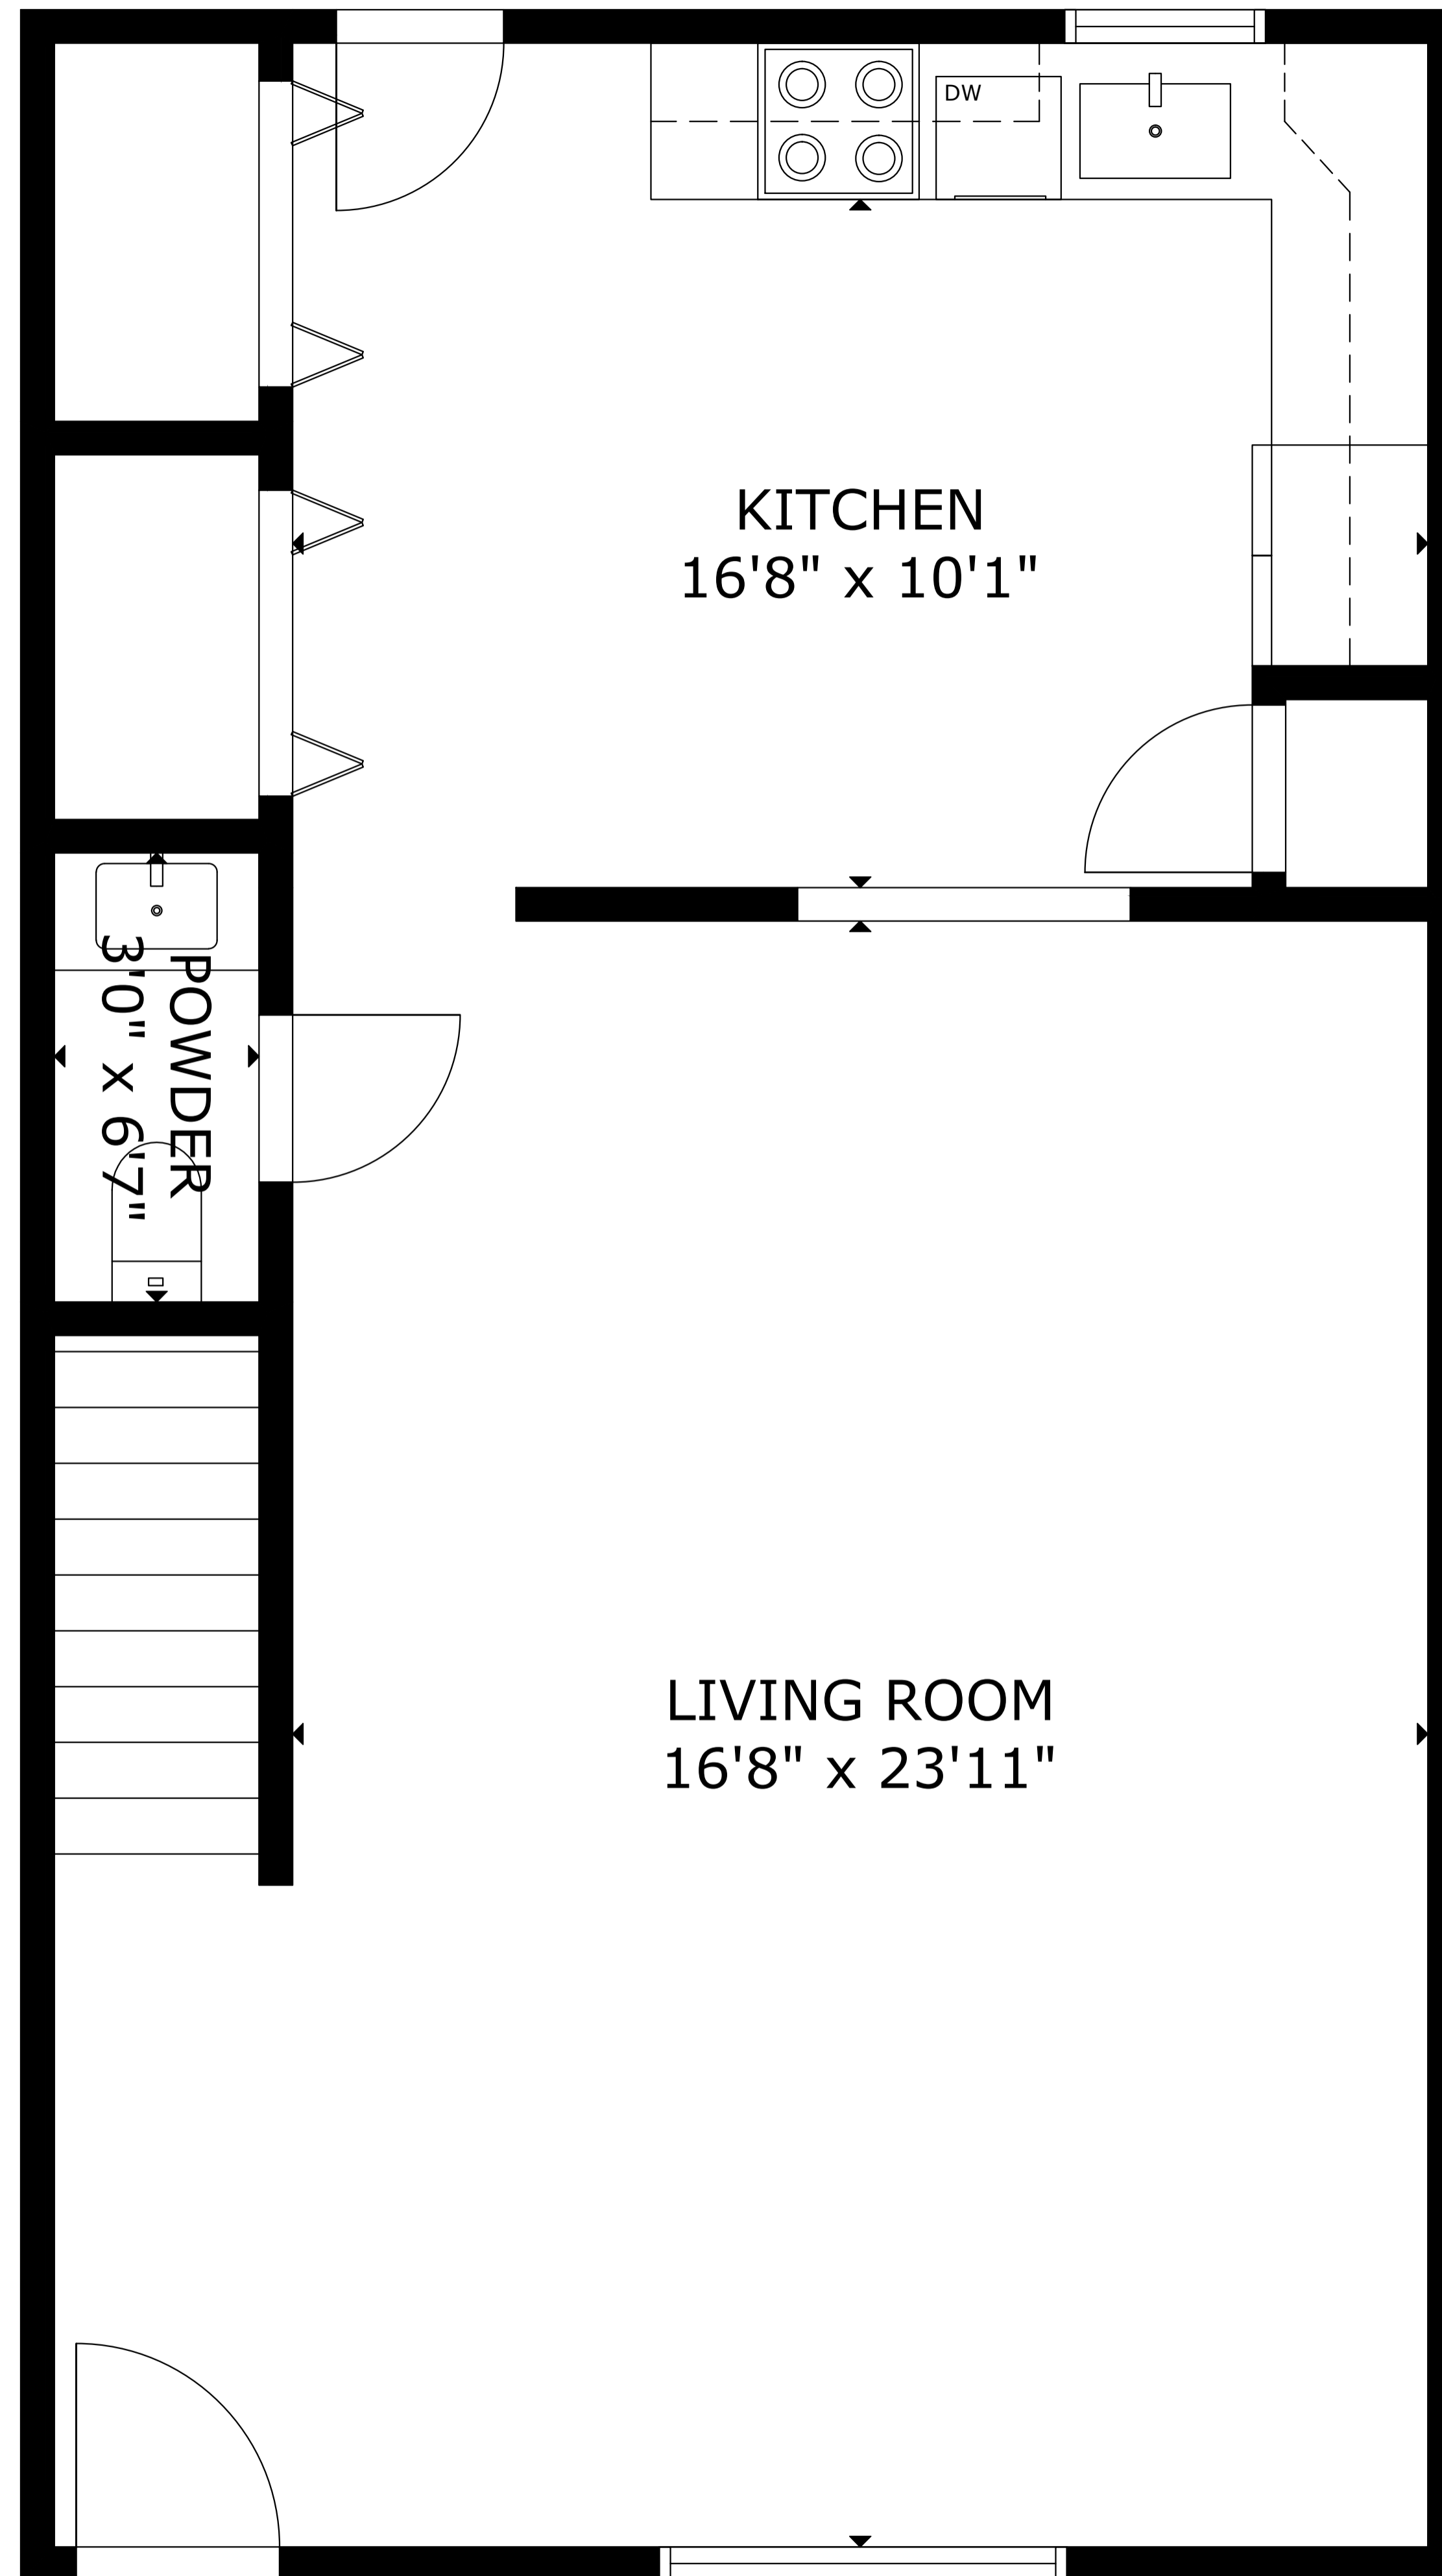 DW
KITCHEN
16'8" x 10'1"
POWDER
3'0" x 6'7"
LIVING ROOM
16'8" x 23'11"